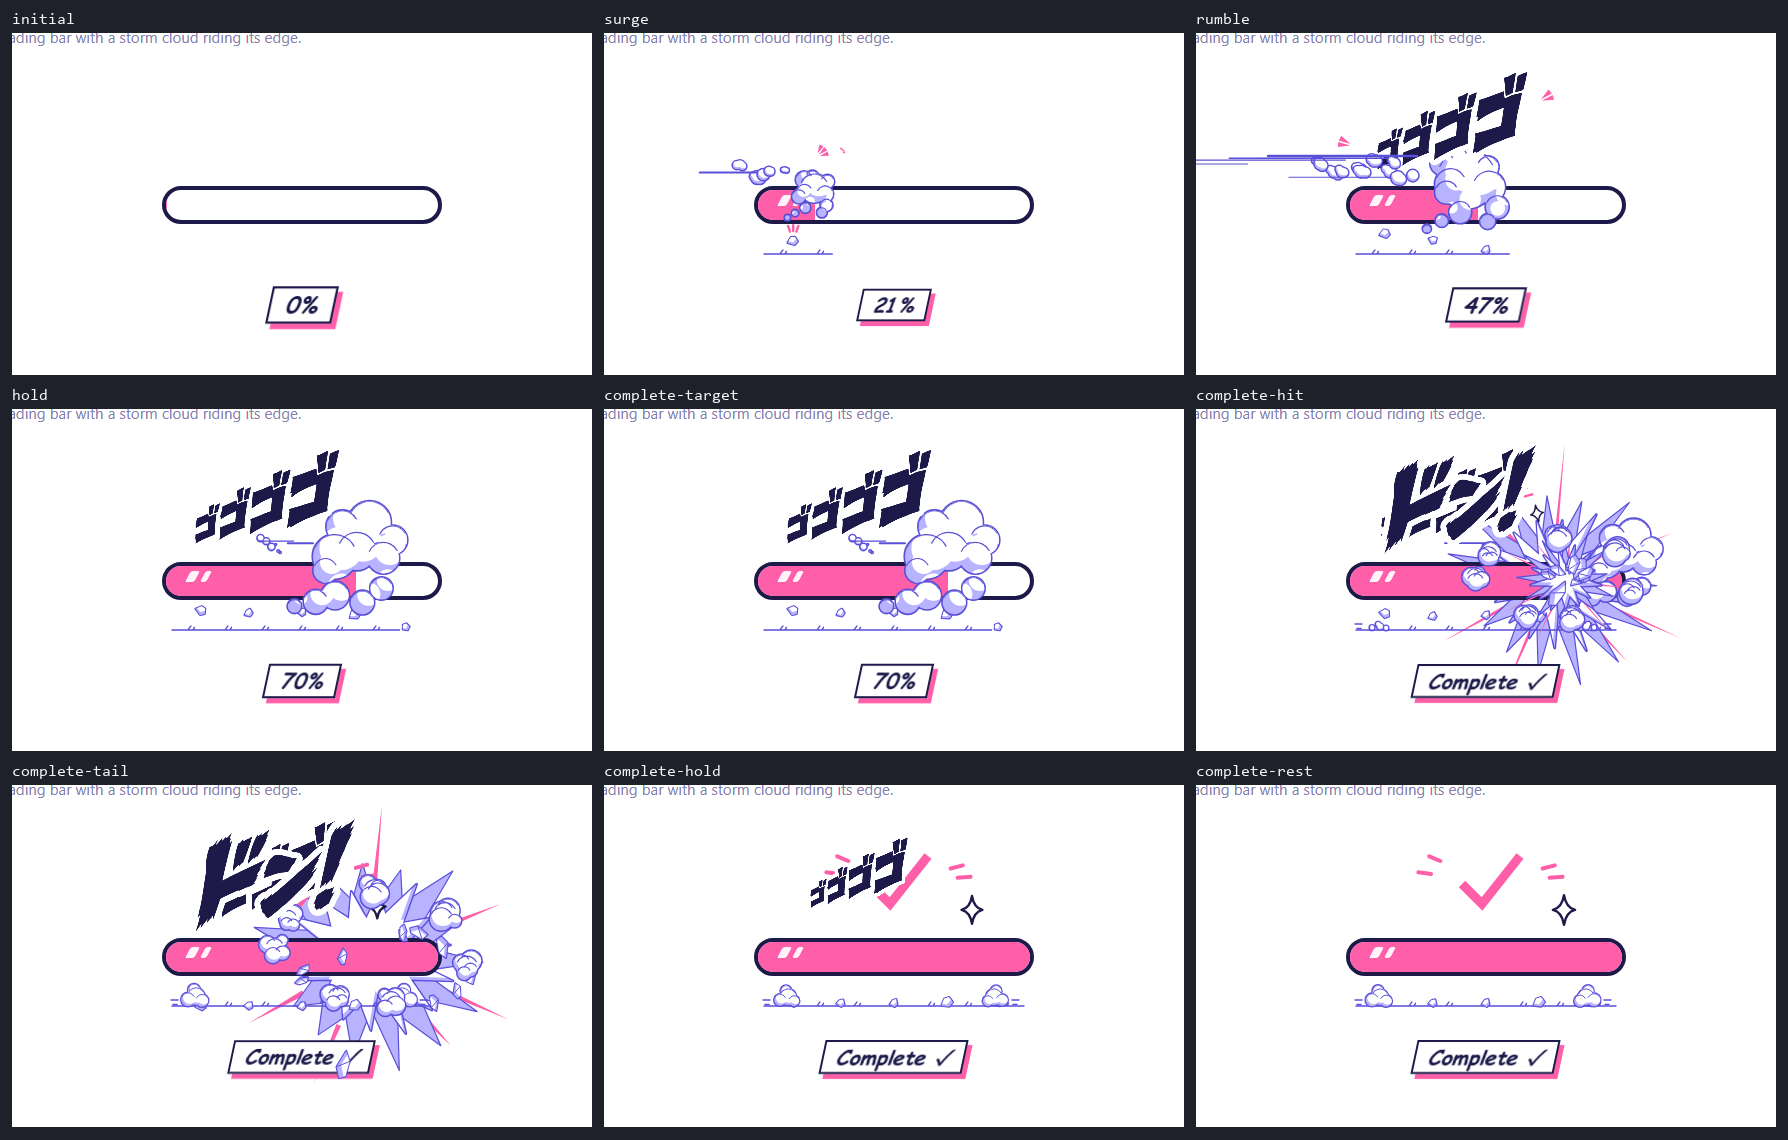 initial
ading bar with a storm cloud riding its edge.
0%
surge
ading bar with a storm cloud riding its edge.
21%
rumble
ading bar with a storm cloud riding its edge.
ゴゴゴゴ
47%
hold
ading bar with a storm cloud riding its edge.
ゴゴゴゴ
70%
complete-target
ading bar with a storm cloud riding its edge.
ゴゴゴゴ
70%
complete-hit
ading bar with a storm cloud riding its edge.
ドン!
Complete ✓
complete-tail
ading bar with a storm cloud riding its edge.
ドン!
Complete ✓
complete-hold
ading bar with a storm cloud riding its edge.
ゴゴゴゴ
Complete ✓
complete-rest
ading bar with a storm cloud riding its edge.
Complete ✓